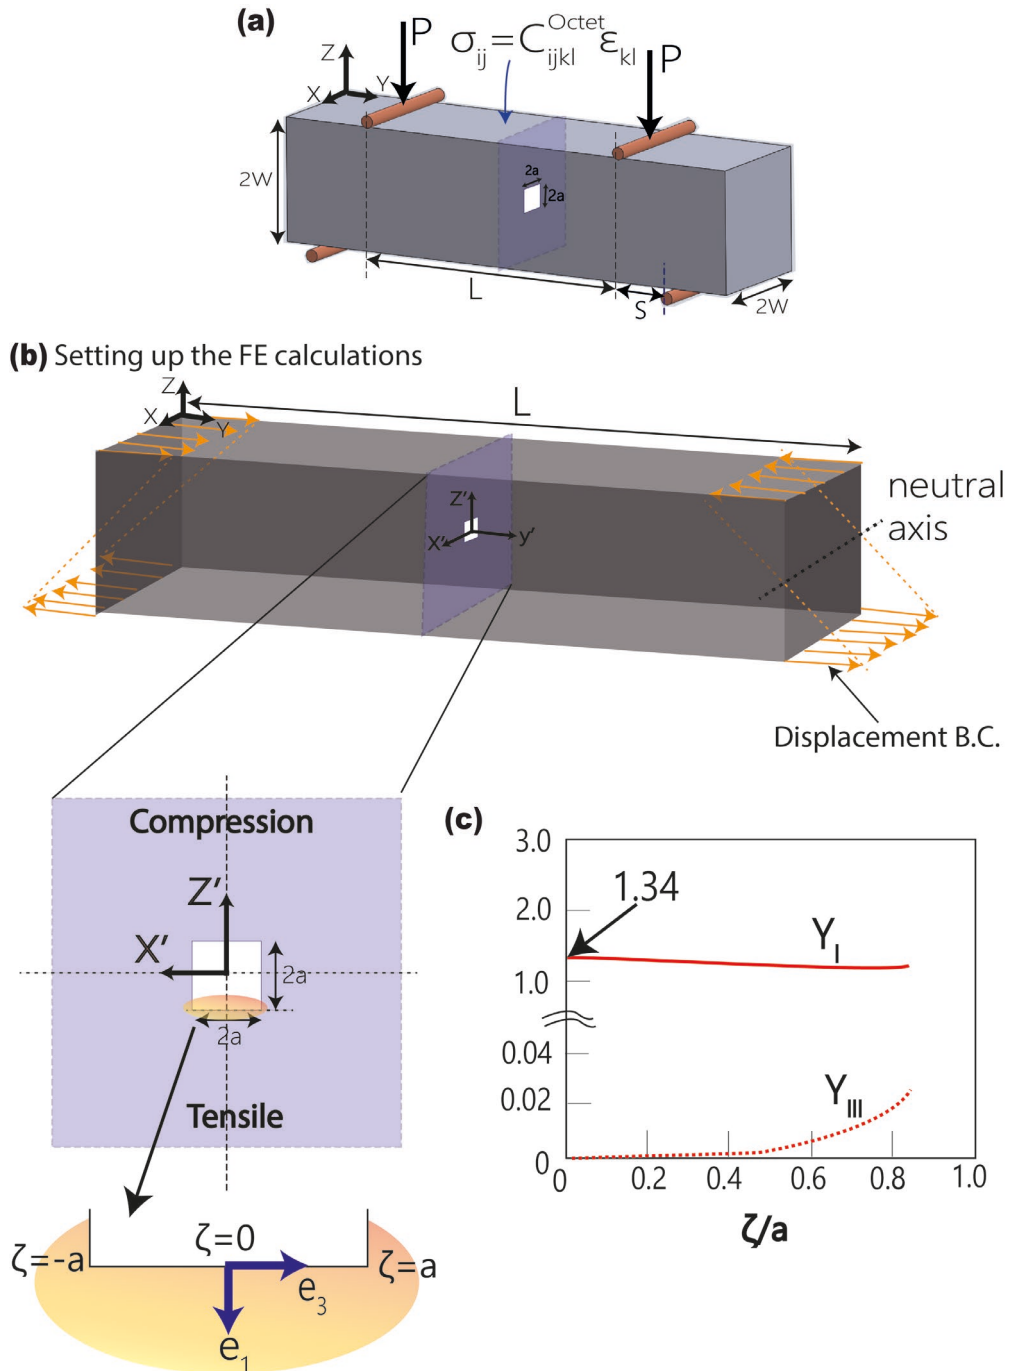 (a)
P
σij=C^Octet_ijkl εkl
P
Z
X
Y
2W
2a
2a
L
S
2W
(b) Setting up the FE calculations
Z
X
Y
L
neutral
axis
Z'
X'
y'
Displacement B.C.
Compression
Z'
X'
2a
2a
Tensile
ζ=-a
ζ=0
ζ=a
e3
e1
(c)
3.0
1.34
2.0
YI
1.0
0.04
YIII
0.02
0
0 0.2 0.4 0.6 0.8 1.0
ζ/a